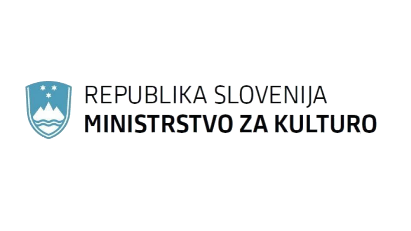 REPUBLIKA SLOVENIJA
MINISTRSTVO ZA KULTURO